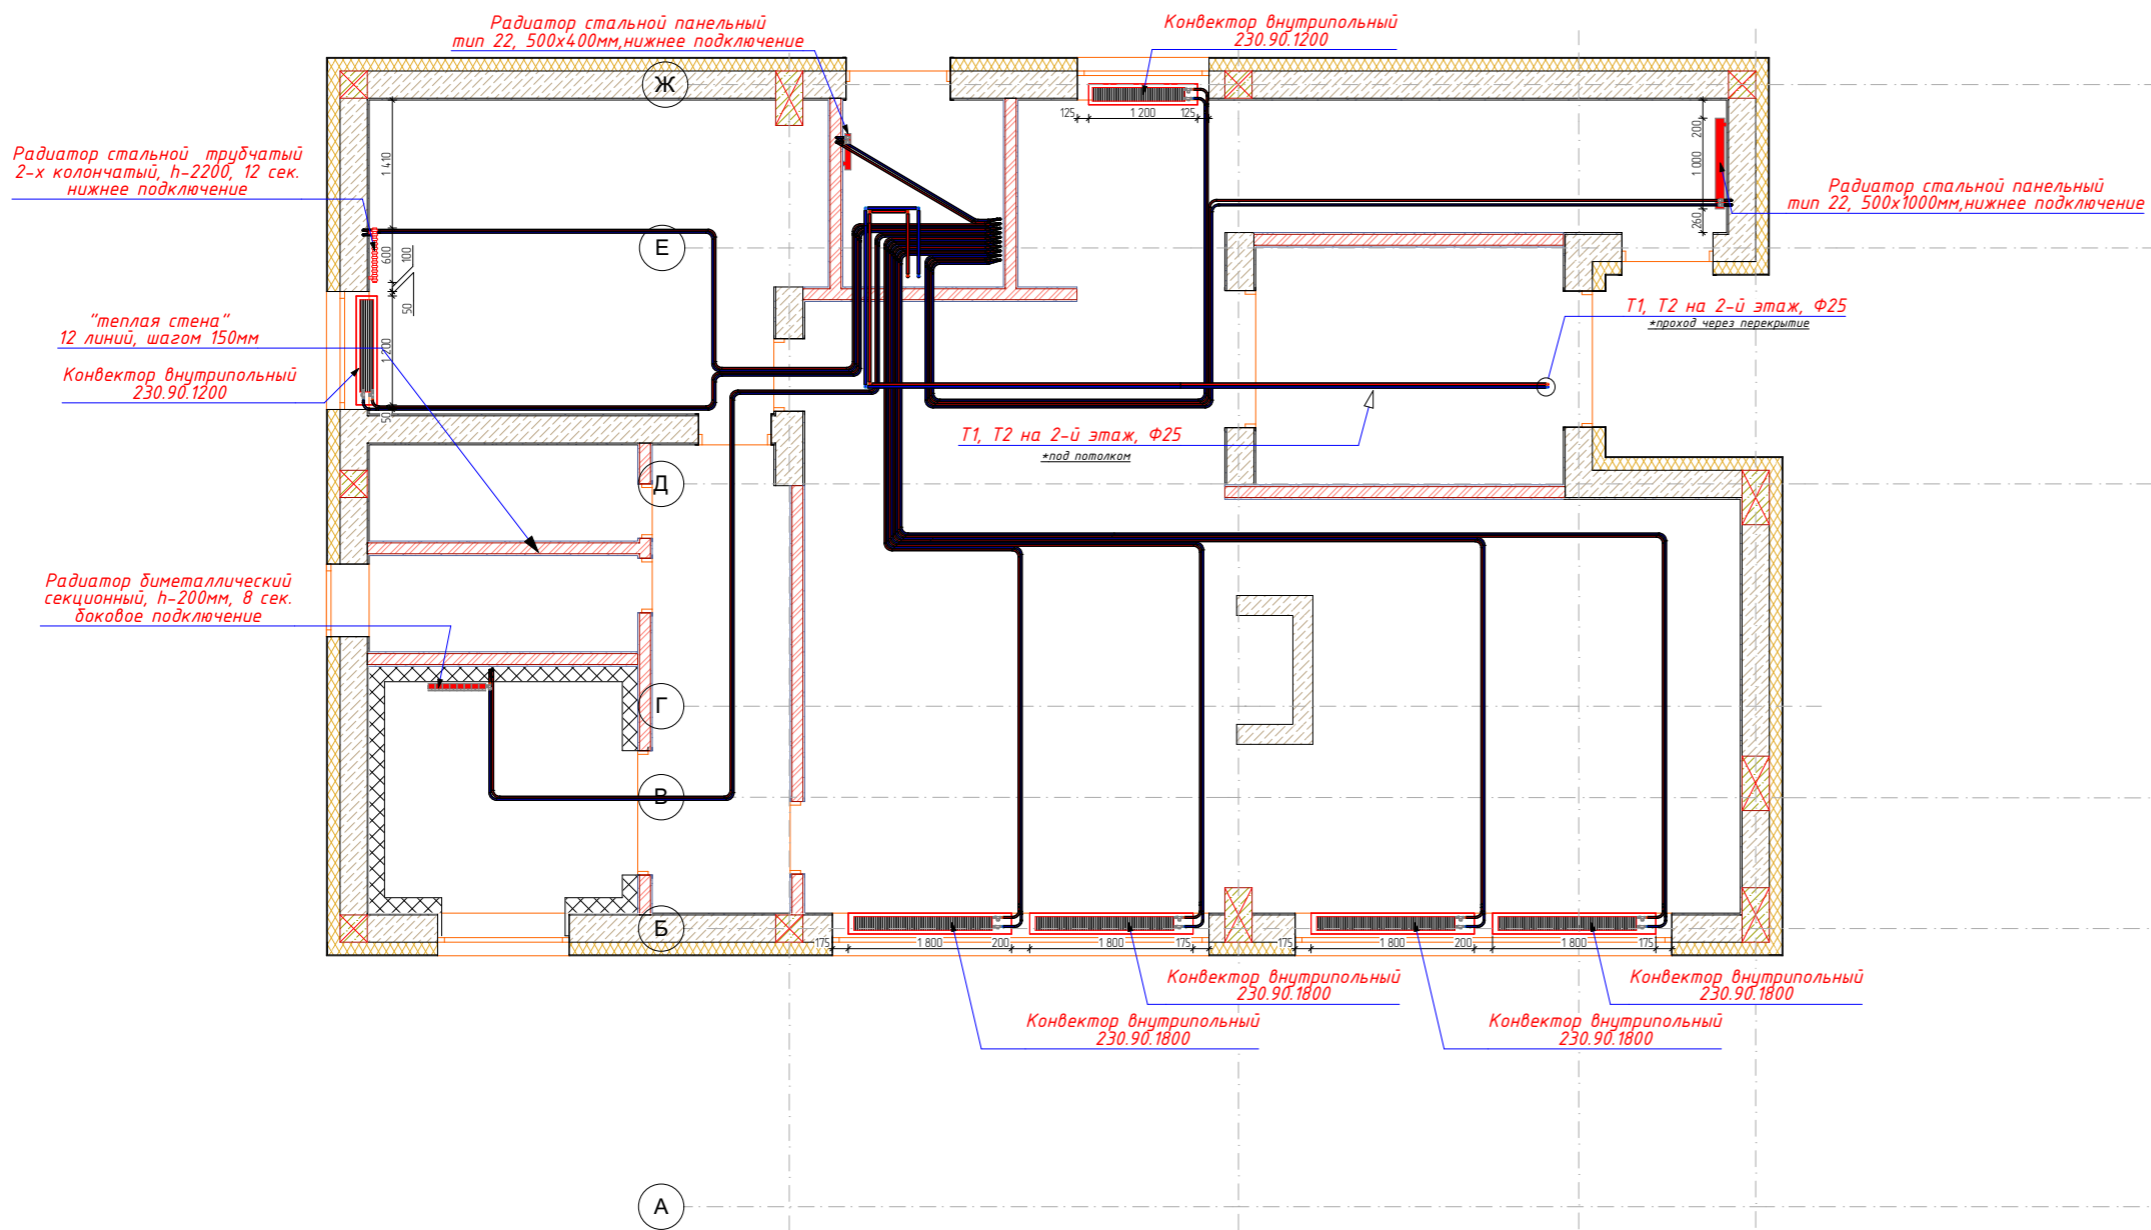 Радиатор стальной панельный
тип 22, 500х400мм,нижнее подключение
Конвектор внутрипольный
230.90.1200
Ж
125
1 200
125
Радиатор стальной трубчатый
2-х колончатый, h-2200, 12 сек.
нижнее подключение
1 410
200
1 000
260
Радиатор стальной панельный
тип 22, 500х1000мм,нижнее подключение
Е
600
100
50
1 200
50
"теплая стена"
12 линий, шагом 150мм
Конвектор внутрипольный
230.90.1200
Т1, Т2 на 2-й этаж, Ф25
*проход через перекрытие
Т1, Т2 на 2-й этаж, Ф25
*под потолком
Д
Радиатор биметаллический
секционный, h-200мм, 8 сек.
боковое подключение
Г
В
Б
175
1 800
200
1 800
175
175
1 800
200
1 800
175
Конвектор внутрипольный
230.90.1800
Конвектор внутрипольный
230.90.1800
Конвектор внутрипольный
230.90.1800
Конвектор внутрипольный
230.90.1800
А